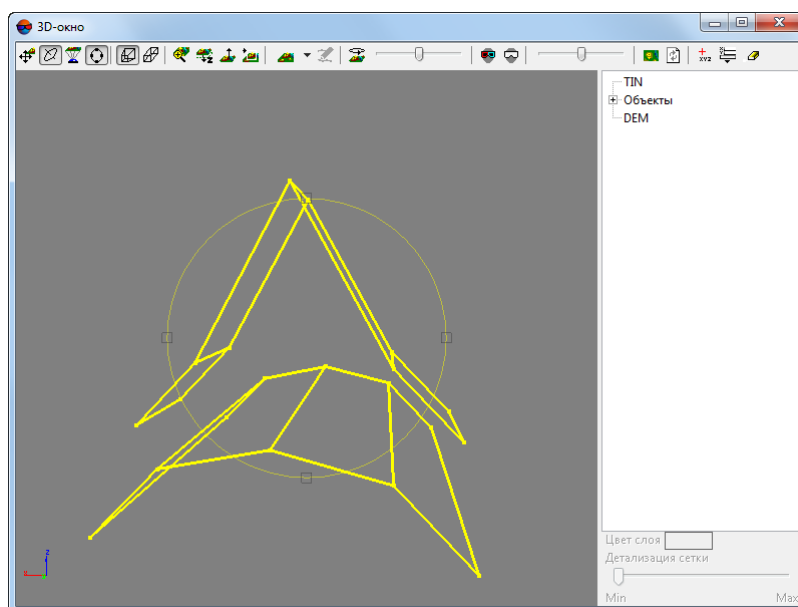 3D-окно
TIN
Объекты
DEM
Цвет слоя
Детализация сетки
Min Max